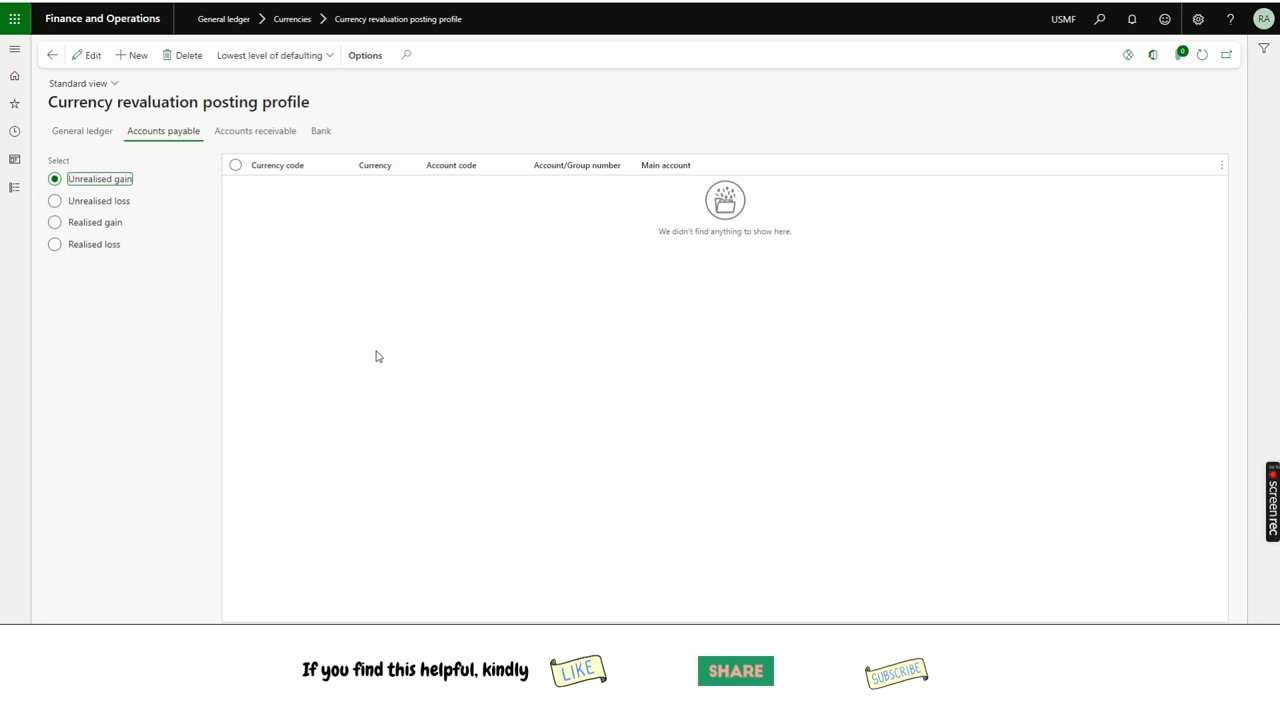 Finance and Operations
General ledger > Currencies > Currency revaluation posting profile
USMF
RA
Edit
New
Delete
Lowest level of defaulting
Options
0
Standard view
Currency revaluation posting profile
General ledger
Accounts payable
Accounts receivable
Bank
Select
Unrealised gain
Unrealised loss
Realised gain
Realised loss
Currency code
Currency
Account code
Account/Group number
Main account
We didn't find anything to show here.
screenrec
If you find this helpful, kindly
LIKE
SHARE
SUBSCRIBE